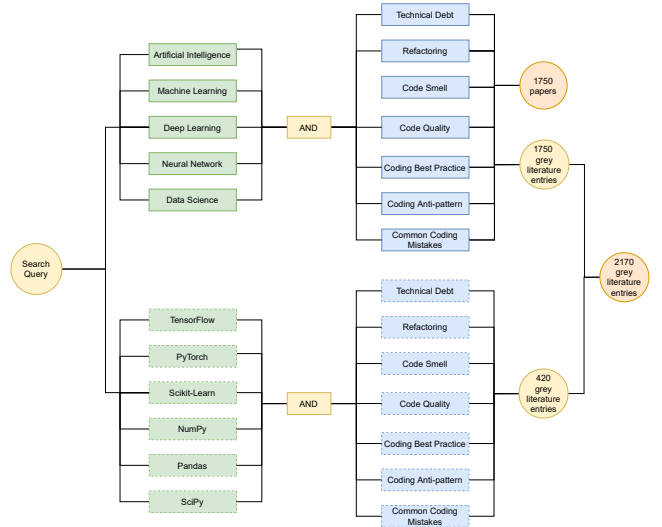 Search
Query
Artificial Intelligence
Machine Learning
Deep Learning
Neural Network
Data Science
AND
Technical Debt
Refactoring
Code Smell
Code Quality
Coding Best Practice
Coding Anti-pattern
Common Coding
Mistakes
1750
papers
1750
grey
literature
entries
TensorFlow
PyTorch
Scikit-Learn
NumPy
Pandas
SciPy
AND
Technical Debt
Refactoring
Code Smell
Code Quality
Coding Best Practice
Coding Anti-pattern
Common Coding
Mistakes
420
grey literature
entries
2170
grey
literature
entries